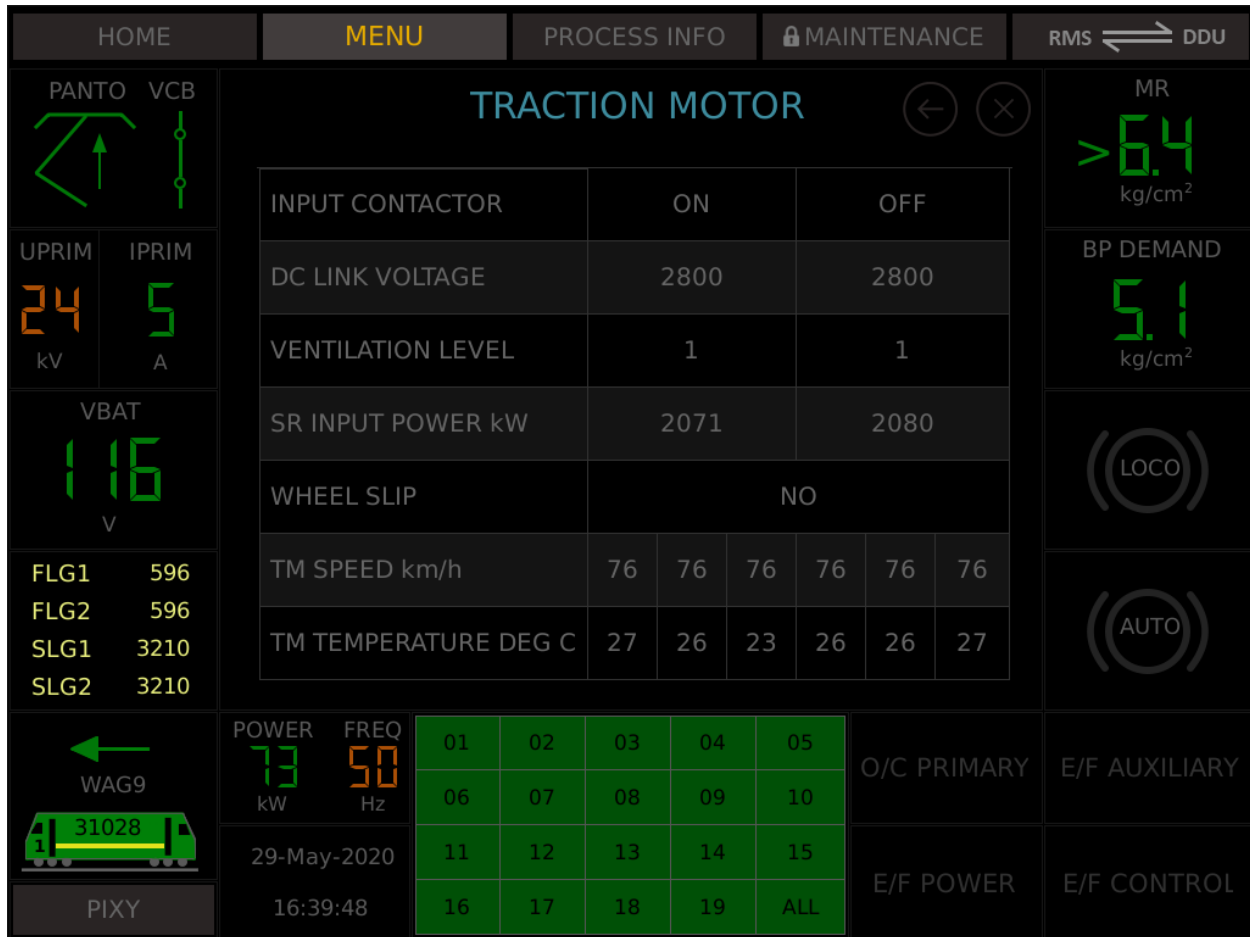 HOME MENU PROCESS INFO MAINTENANCE RMS DDU
PANTO VCB
UPRIM IPRIM
24 5
kV A
VBAT
116
V
FLG1 596
FLG2 596
SLG1 3210
SLG2 3210
WAG9
31028
1
PIXY
TRACTION MOTOR
INPUT CONTACTOR ON OFF
DC LINK VOLTAGE 2800 2800
VENTILATION LEVEL 1 1
SR INPUT POWER kW 2071 2080
WHEEL SLIP NO
TM SPEED km/h 76 76 76 76 76 76
TM TEMPERATURE DEG C 27 26 23 26 26 27
POWER FREQ
73 50
kW Hz
29-May-2020
16:39:48
01 02 03 04 05
06 07 08 09 10
11 12 13 14 15
16 17 18 19 ALL
MR
>6.4
kg/cm²
BP DEMAND
5.1
kg/cm²
LOCO
AUTO
O/C PRIMARY E/F AUXILIARY
E/F POWER E/F CONTROL